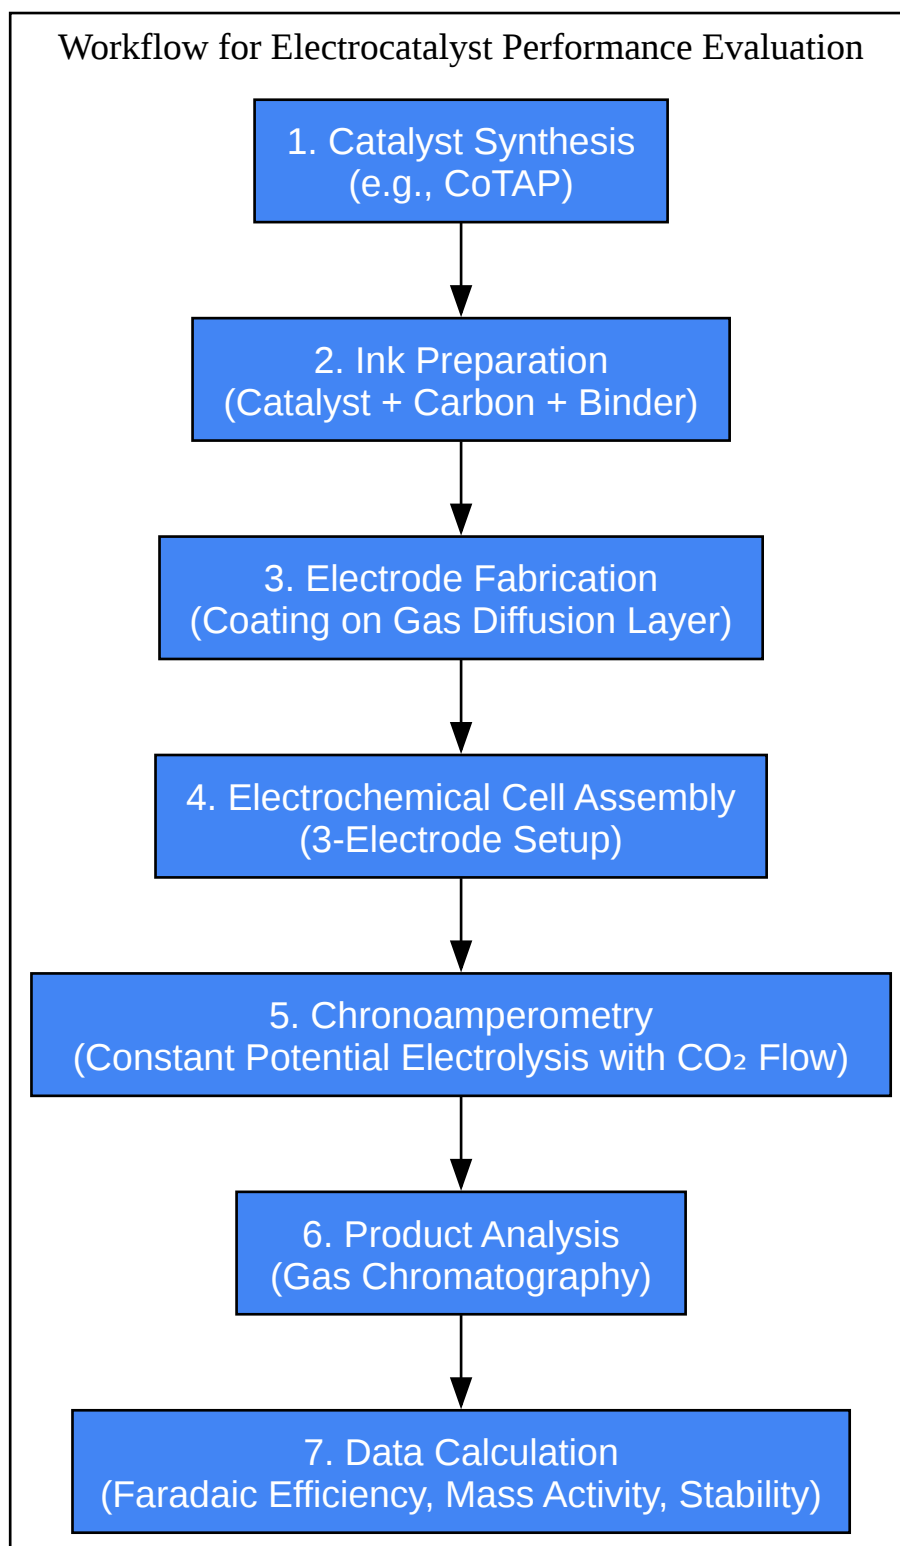 Workflow for Electrocatalyst Performance Evaluation
1. Catalyst Synthesis
(e.g., CoTAP)
2. Ink Preparation
(Catalyst + Carbon + Binder)
3. Electrode Fabrication
(Coating on Gas Diffusion Layer)
4. Electrochemical Cell Assembly
(3-Electrode Setup)
5. Chronoamperometry
(Constant Potential Electrolysis with CO₂ Flow)
6. Product Analysis
(Gas Chromatography)
7. Data Calculation
(Faradaic Efficiency, Mass Activity, Stability)